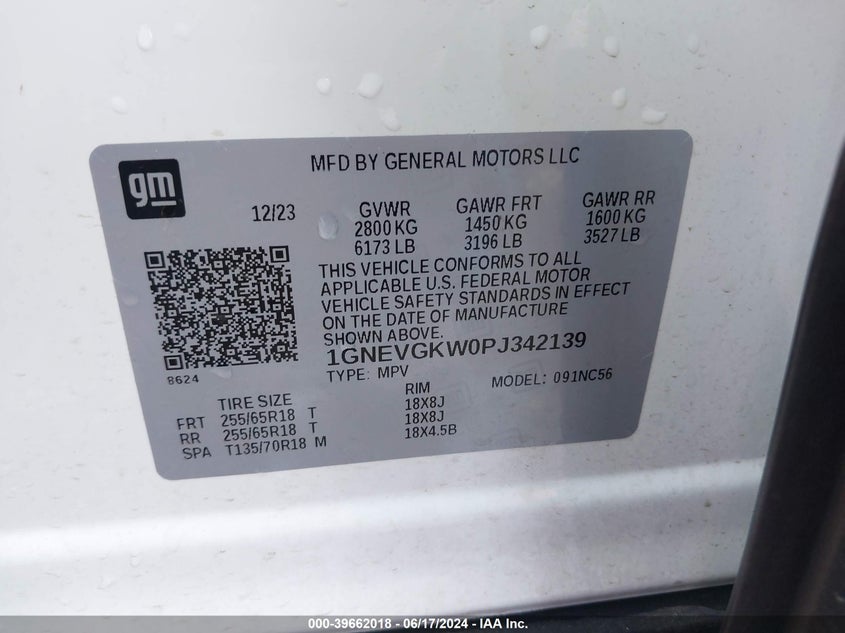 gm
MFD BY GENERAL MOTORS LLC
12/23
GVWR
2800 KG
6173 LB
GAWR FRT
1450 KG
3196 LB
GAWR RR
1600 KG
3527 LB
THIS VEHICLE CONFORMS TO ALL
APPLICABLE U.S. FEDERAL MOTOR
VEHICLE SAFETY STANDARDS IN EFFECT
ON THE DATE OF MANUFACTURE
SHOWN ABOVE.
1GNEVGKW0PJ342139
8624
TYPE: MPV
MODEL: 091NC56
TIRE SIZE RIM
FRT 255/65R18 T 18X8J
RR 255/65R18 T 18X8J
SPA T135/70R18 M 18X4.5B
000-39662018 - 06/17/2024 - IAA Inc.